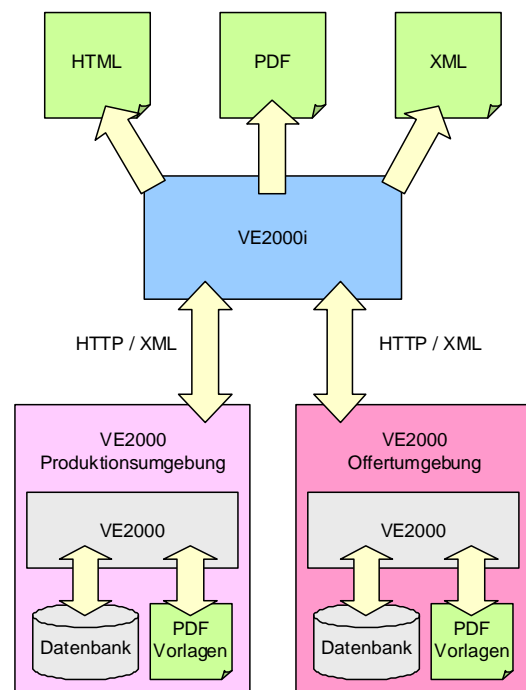 HTML
PDF
XML
VE2000i
HTTP / XML
HTTP / XML
VE2000
Produktionsumgebung
VE2000
Datenbank
PDF
Vorlagen
VE2000
Offertumgebung
VE2000
Datenbank
PDF
Vorlagen